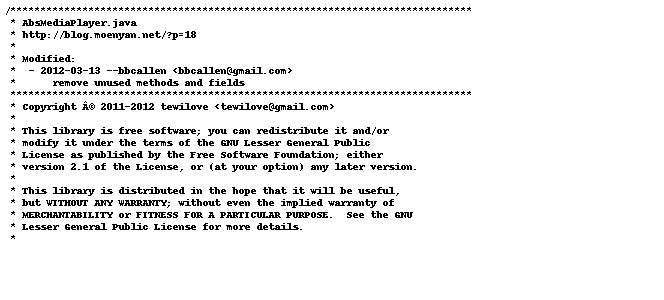 /*****************************************************************************
 * AbsMediaPlayer.java
 * http://blog.moenyan.net/?p=18
 *
 * Modified:
 *  - 2012-03-13 --bbcallen <bbcallen@gmail.com>
 *      remove unused methods and fields
 *****************************************************************************
 * Copyright Â© 2011-2012 tewilove <tewilove@gmail.com>
 *
 * This library is free software; you can redistribute it and/or
 * modify it under the terms of the GNU Lesser General Public
 * License as published by the Free Software Foundation; either
 * version 2.1 of the License, or (at your option) any later version.
 *
 * This library is distributed in the hope that it will be useful,
 * but WITHOUT ANY WARRANTY; without even the implied warranty of
 * MERCHANTABILITY or FITNESS FOR A PARTICULAR PURPOSE.  See the GNU
 * Lesser General Public License for more details.
 *